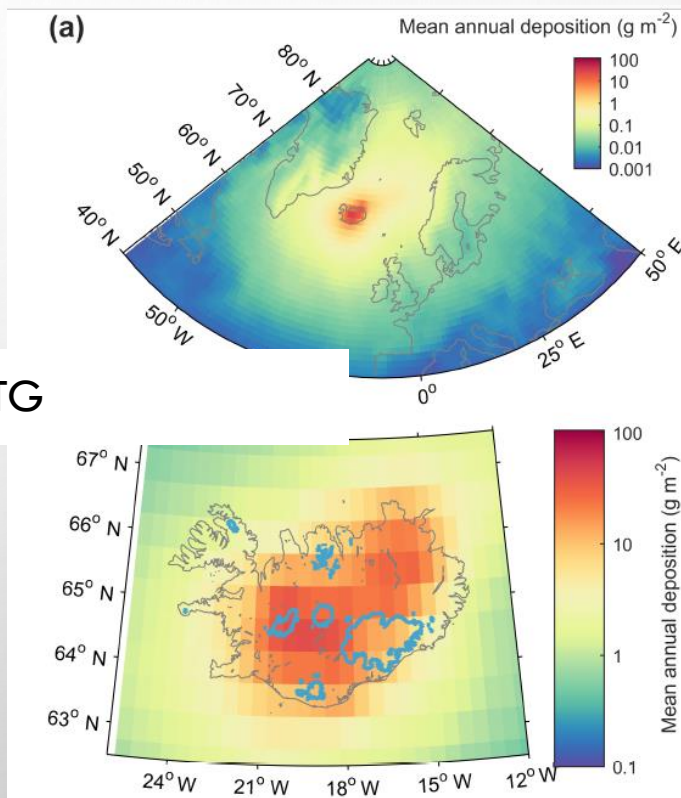 (a)
Mean annual deposition (g m⁻²)
100
10
1
0.1
0.01
0.001
80° N
70° N
60° N
50° N
40° N
50° W
0°
25° E
50° E
TG
67° N
66° N
65° N
64° N
63° N
24° W
21° W
18° W
15° W
12° W
100
10
1
0.1
Mean annual deposition (g m⁻²)